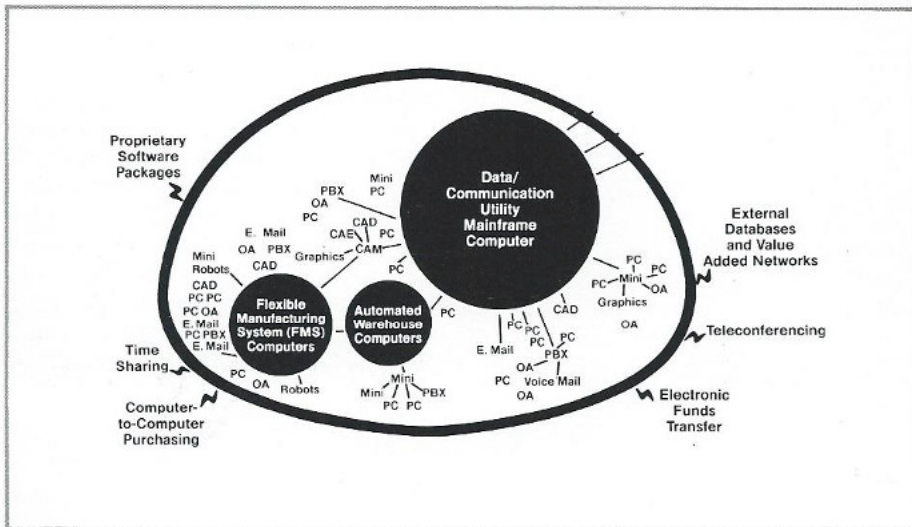 Proprietary
Software
Packages
Mini
PC
PBX
OA
PC
CAD
CAE
PC
CAM
Graphics
PC
E. Mail
OA PBX
CAD
Mini
Robots
CAD
PC PC
PC OA
E. Mail
PC PBX
E. Mail
PC
OA
Robots
Flexible
Manufacturing
System (FMS)
Computers
Automated
Warehouse
Computers
Data/
Communication
Utility
Mainframe
Computer
PC
Mini
Mini
PBX
PC PC
E. Mail
PC
PC
PC
PC
PBX
OA
PC
Voice Mail
OA
CAD
PC
PC
Mini
PC
OA
Graphics
OA
External
Databases
and Value
Added Networks
Teleconferencing
Electronic
Funds
Transfer
Time
Sharing
Computer-
to-Computer
Purchasing